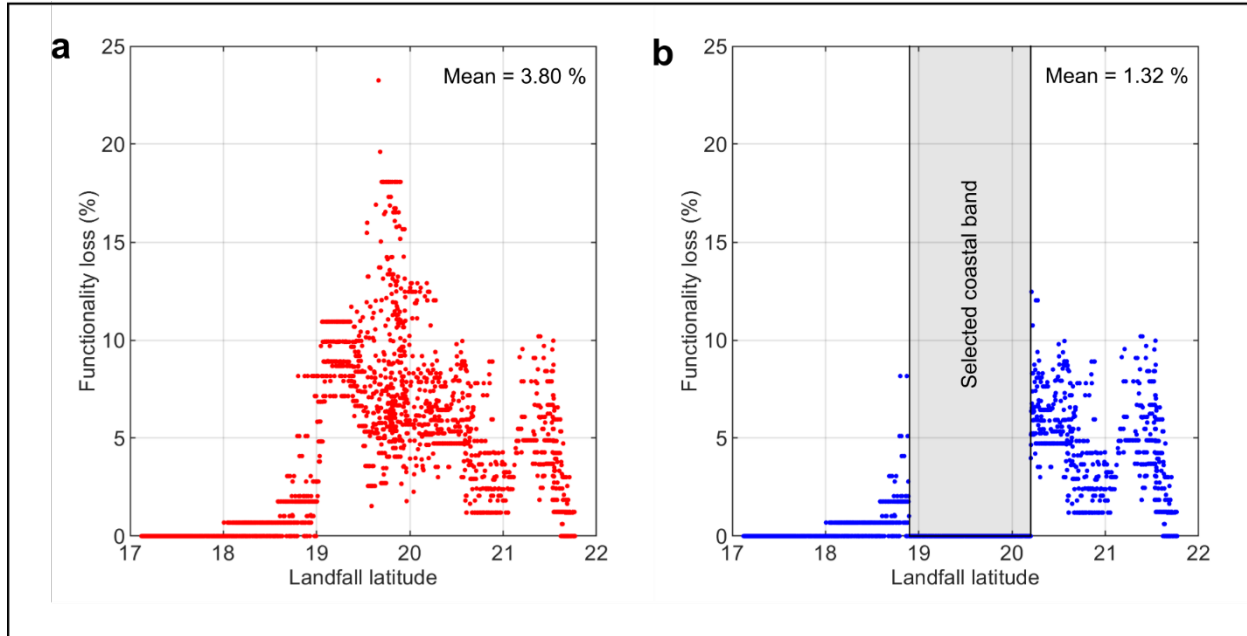 a
Mean = 3.80 %
Functionality loss (%)
25
20
15
10
5
0
17 18 19 20 21 22
Landfall latitude
b
Mean = 1.32 %
Selected coastal band
Functionality loss (%)
25
20
15
10
5
0
17 18 19 20 21 22
Landfall latitude